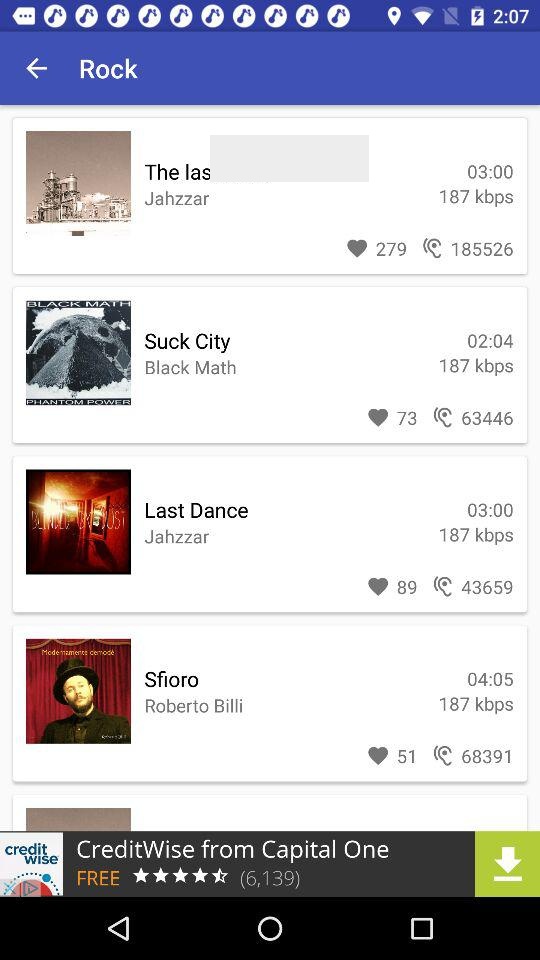 2:07
Rock
The las
03:00
Jahzzar
187 kbps
279
185526
BLACK MATH
PHANTOM POWER
Suck City
02:04
Black Math
187 kbps
73
63446
Last Dance
03:00
Jahzzar
187 kbps
89
43659
Modernamente demodé
Sfioro
04:05
Roberto Billi
187 kbps
51
68391
credit
wise
CreditWise from Capital One
FREE
(6,139)